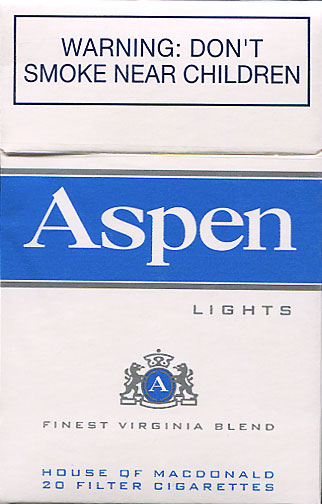 WARNING: DON'T
SMOKE NEAR CHILDREN
Aspen
LIGHTS
A
FINEST VIRGINIA BLEND
HOUSE OF MACDONALD
20 FILTER CIGARETTES